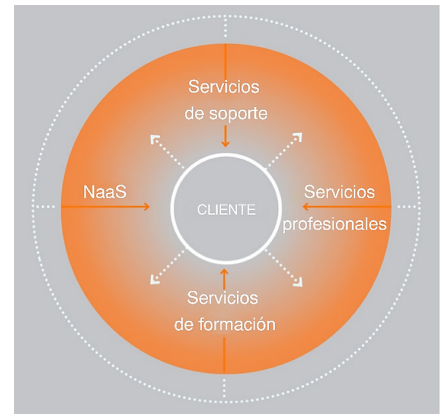 Servicios
de soporte
NaaS
CLIENTE
Servicios
profesionales
Servicios
de formación